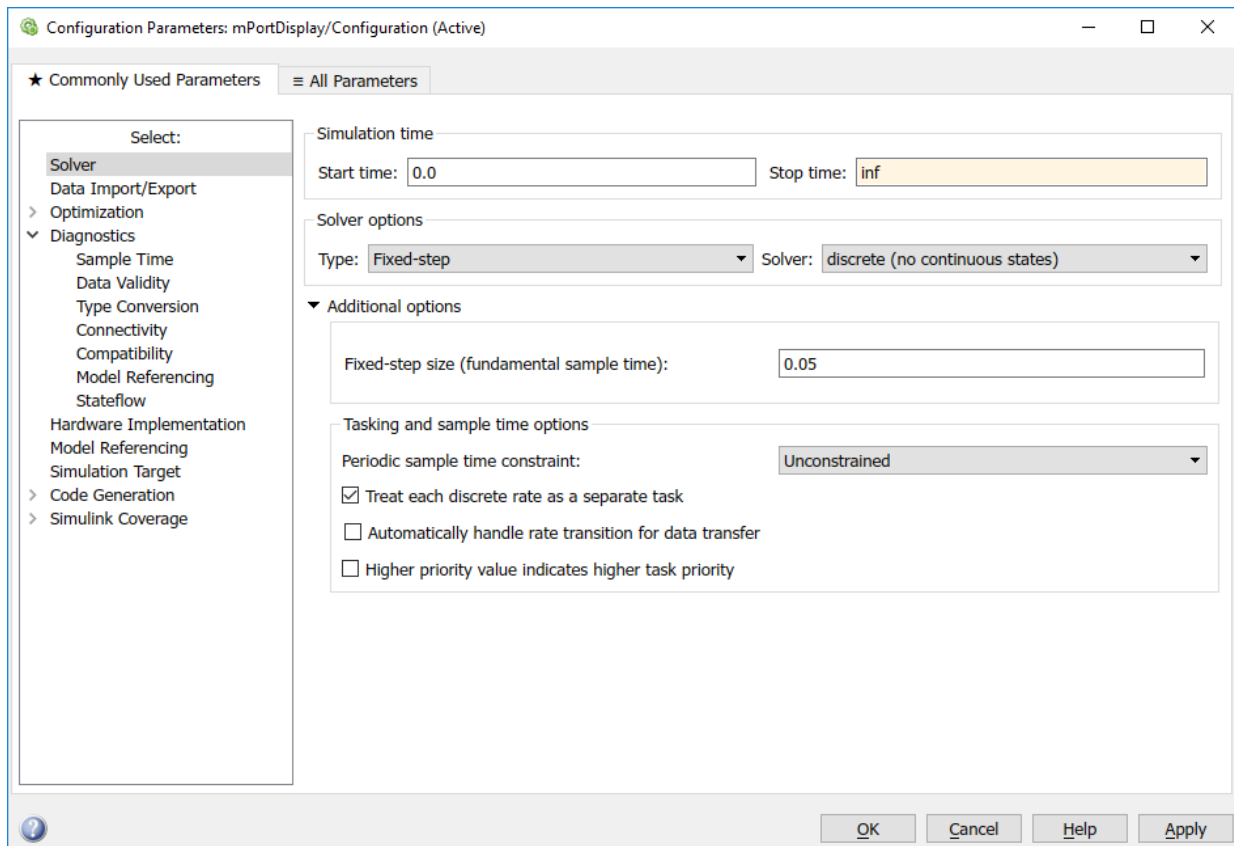 Configuration Parameters: mPortDisplay/Configuration (Active)
★ Commonly Used Parameters
≡ All Parameters
Select:
Solver
Data Import/Export
Optimization
Diagnostics
Sample Time
Data Validity
Type Conversion
Connectivity
Compatibility
Model Referencing
Stateflow
Hardware Implementation
Model Referencing
Simulation Target
Code Generation
Simulink Coverage
Simulation time
Start time: 0.0 Stop time: inf
Solver options
Type: Fixed-step Solver: discrete (no continuous states)
Additional options
Fixed-step size (fundamental sample time): 0.05
Tasking and sample time options
Periodic sample time constraint: Unconstrained
Treat each discrete rate as a separate task
Automatically handle rate transition for data transfer
Higher priority value indicates higher task priority
? OK Cancel Help Apply